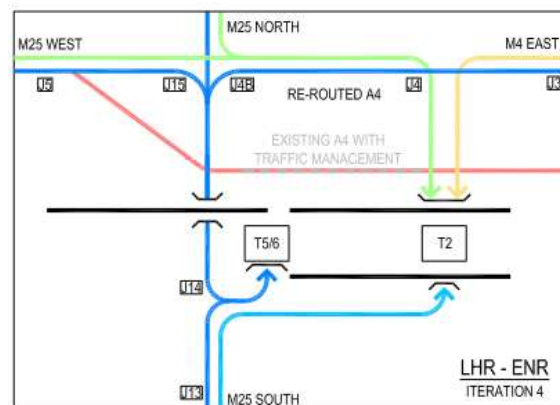 M25 NORTH
M25 WEST
M4 EAST
J5
J15
J4B
J4
J3
RE-ROUTED A4
EXISTING A4 WITH
TRAFFIC MANAGEMENT
T5/6
T2
J14
J13
M25 SOUTH
LHR - ENR
ITERATION 4